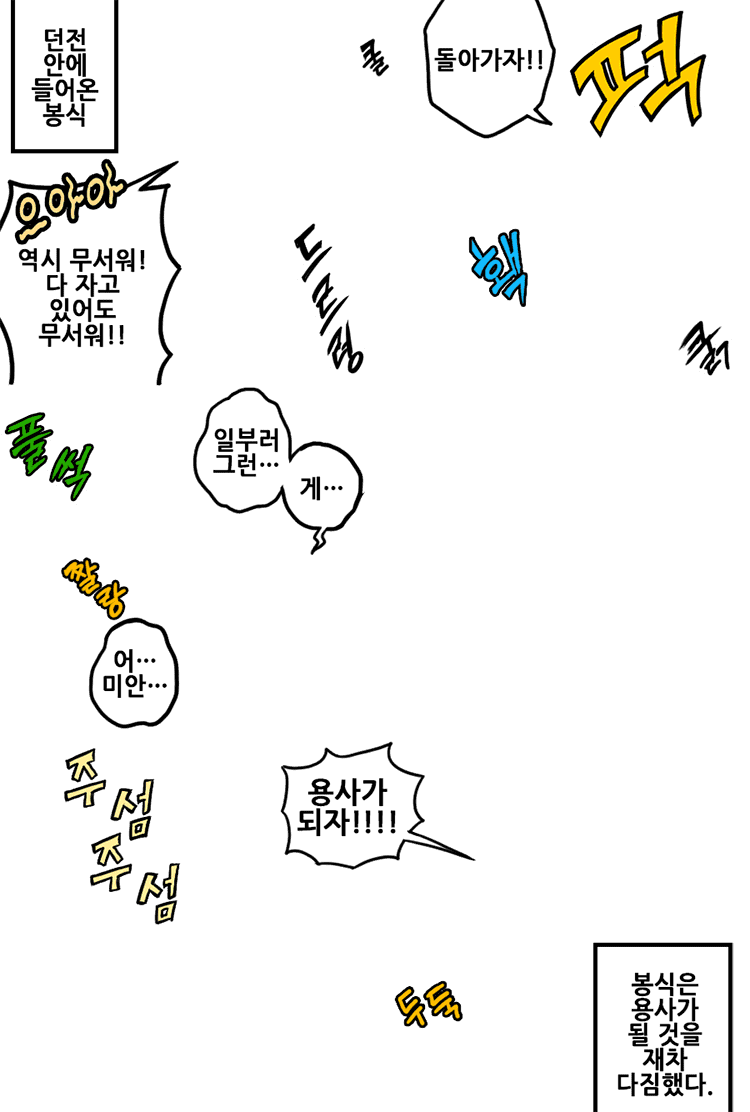 던전
안에
들어온
봉식
쿨
돌아가자!!
퍽
으아아
역시 무서워!
다 자고
있어도
무서워!!
드르렁
홱
쿨
풀썩
일부러
그런…
게…
짤랑
어…
미안…
주섬
주섬
용사가
되자!!!!
두둑
봉식은
용사가
될 것을
재차
다짐했다.